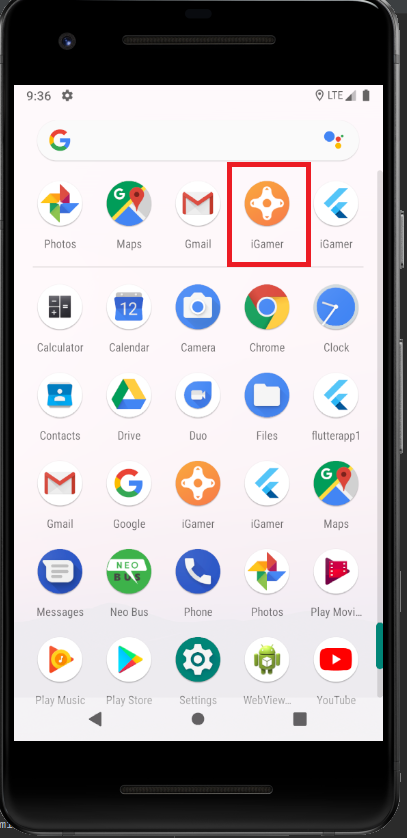 9:36 LTE
Photos Maps Gmail iGamer iGamer
12
Calculator Calendar Camera Chrome Clock
Contacts Drive Duo Files flutterapp1
Gmail Google iGamer iGamer Maps
NEO
BUS
Messages Neo Bus Phone Photos Play Movi...
Play Music Play Store Settings WebView... YouTube